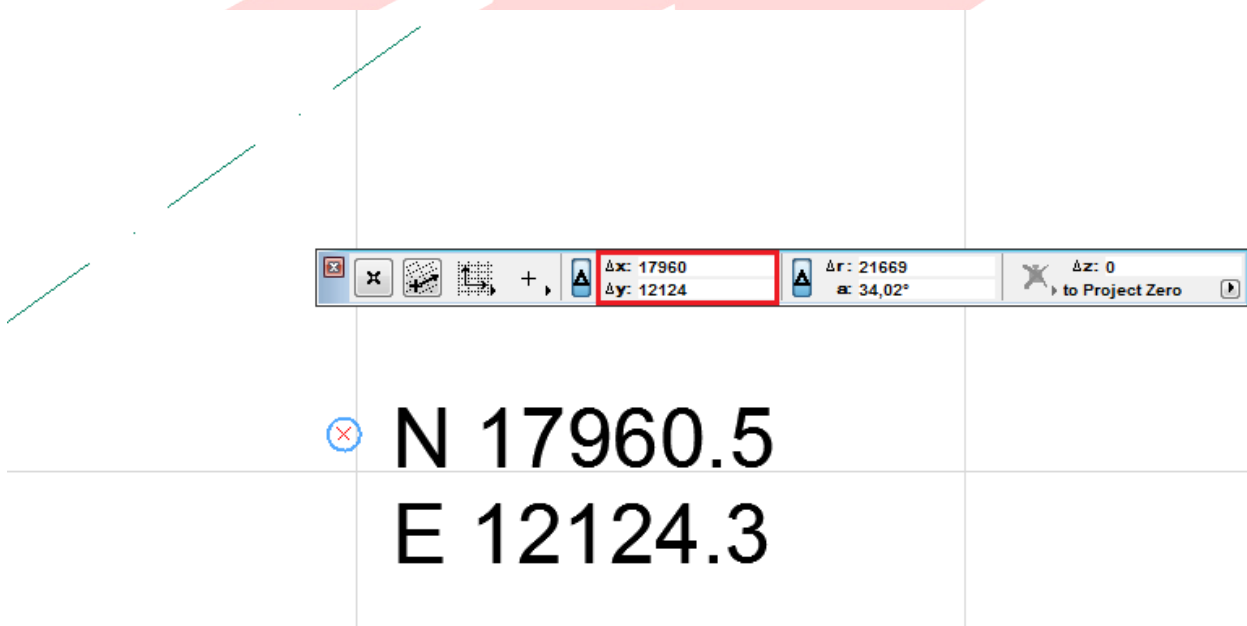 Δx: 17960 Δr: 21669 Δz: 0
Δy: 12124 a: 34,02° to Project Zero
N 17960.5
E 12124.3